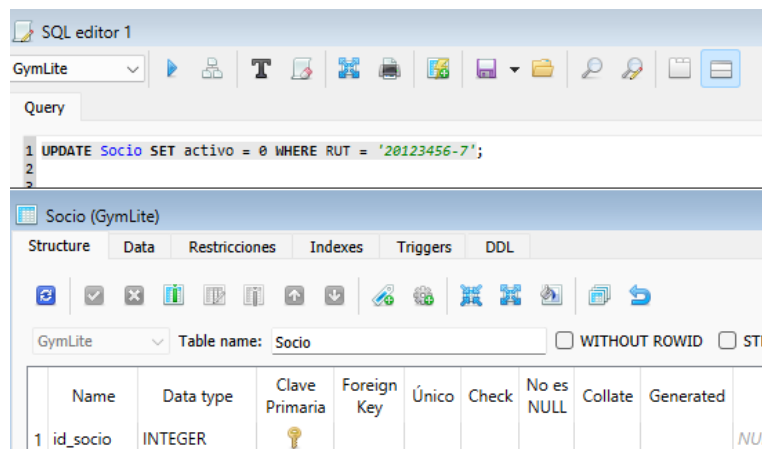 SQL editor 1
GymLite
Query
1 UPDATE Socio SET activo = 0 WHERE RUT = '20123456-7';
2
3
Socio (GymLite)
Structure Data Restricciones Indexes Triggers DDL
GymLite Table name: Socio WITHOUT ROWID
Name Data type Clave Primaria Foreign Key Único Check No es NULL Collate Generated
1 id_socio INTEGER